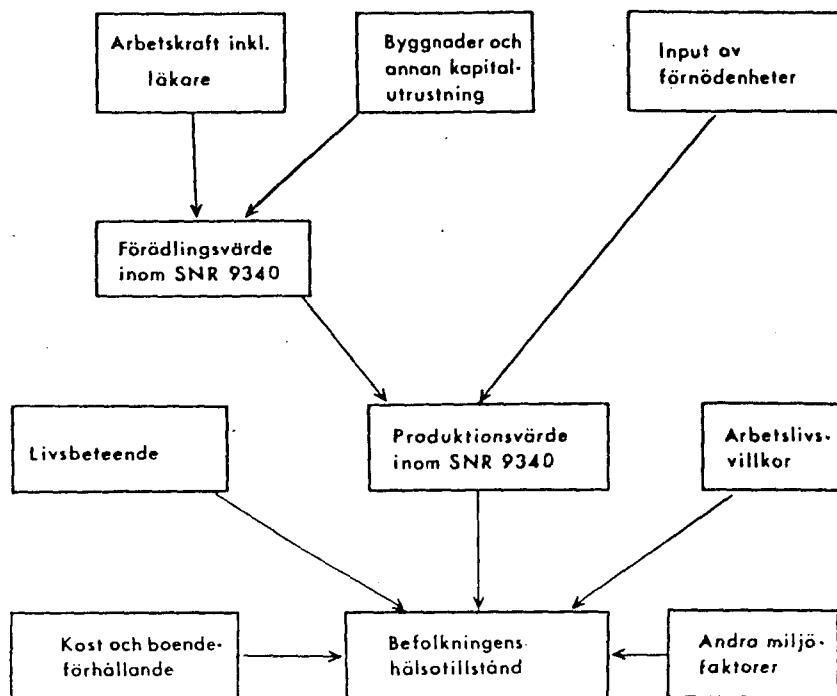 Arbetskraft inkl.
läkare
Byggnader och
annan kapital-
utrustning
Input av
förnödenheter
Förädlingsvärde
inom SNR 9340
Livsbeteende
Produktionsvärde
inom SNR 9340
Arbetslivs-
villkor
Kost och boende-
förhållande
Befolkningens
hälsotillstånd
Andra miljö-
faktorer